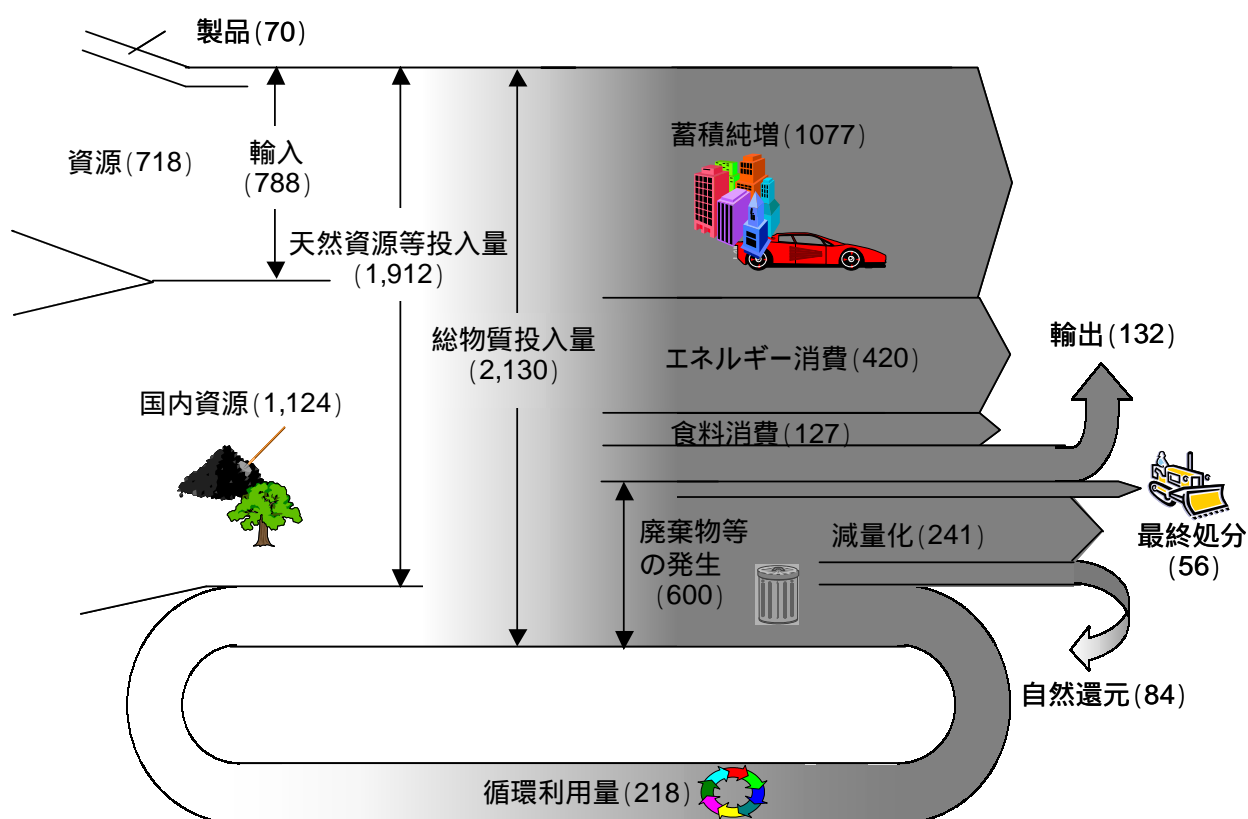 製品(70)
資源(718)
輸入
(788)
天然資源等投入量
(1,912)
総物質投入量
(2,130)
国内資源(1,124)
蓄積純増(1077)
エネルギー消費(420)
食料消費(127)
輸出(132)
廃棄物等
の発生
(600)
減量化(241)
最終処分
(56)
自然還元(84)
循環利用量(218)